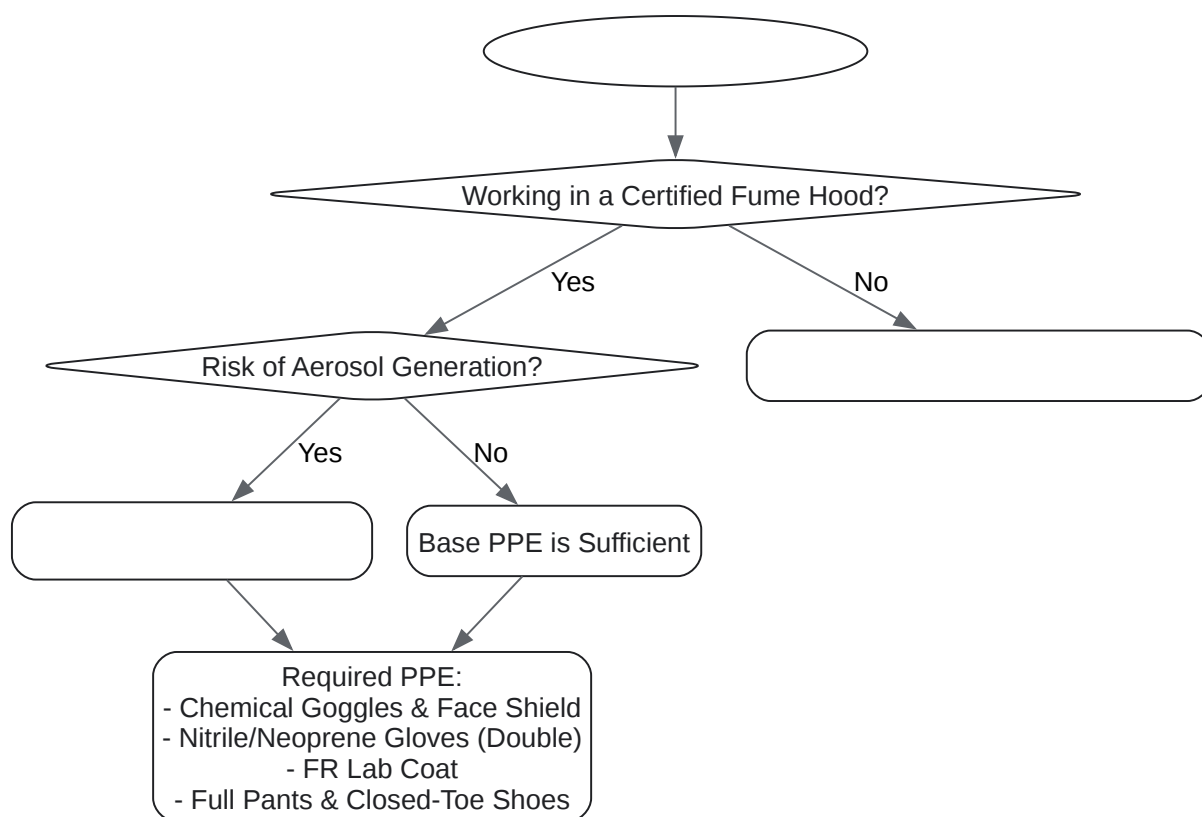 Working in a Certified Fume Hood?
Yes
No
Risk of Aerosol Generation?
Yes
No
Base PPE is Sufficient
Required PPE:
- Chemical Goggles & Face Shield
- Nitrile/Neoprene Gloves (Double)
- FR Lab Coat
- Full Pants & Closed-Toe Shoes